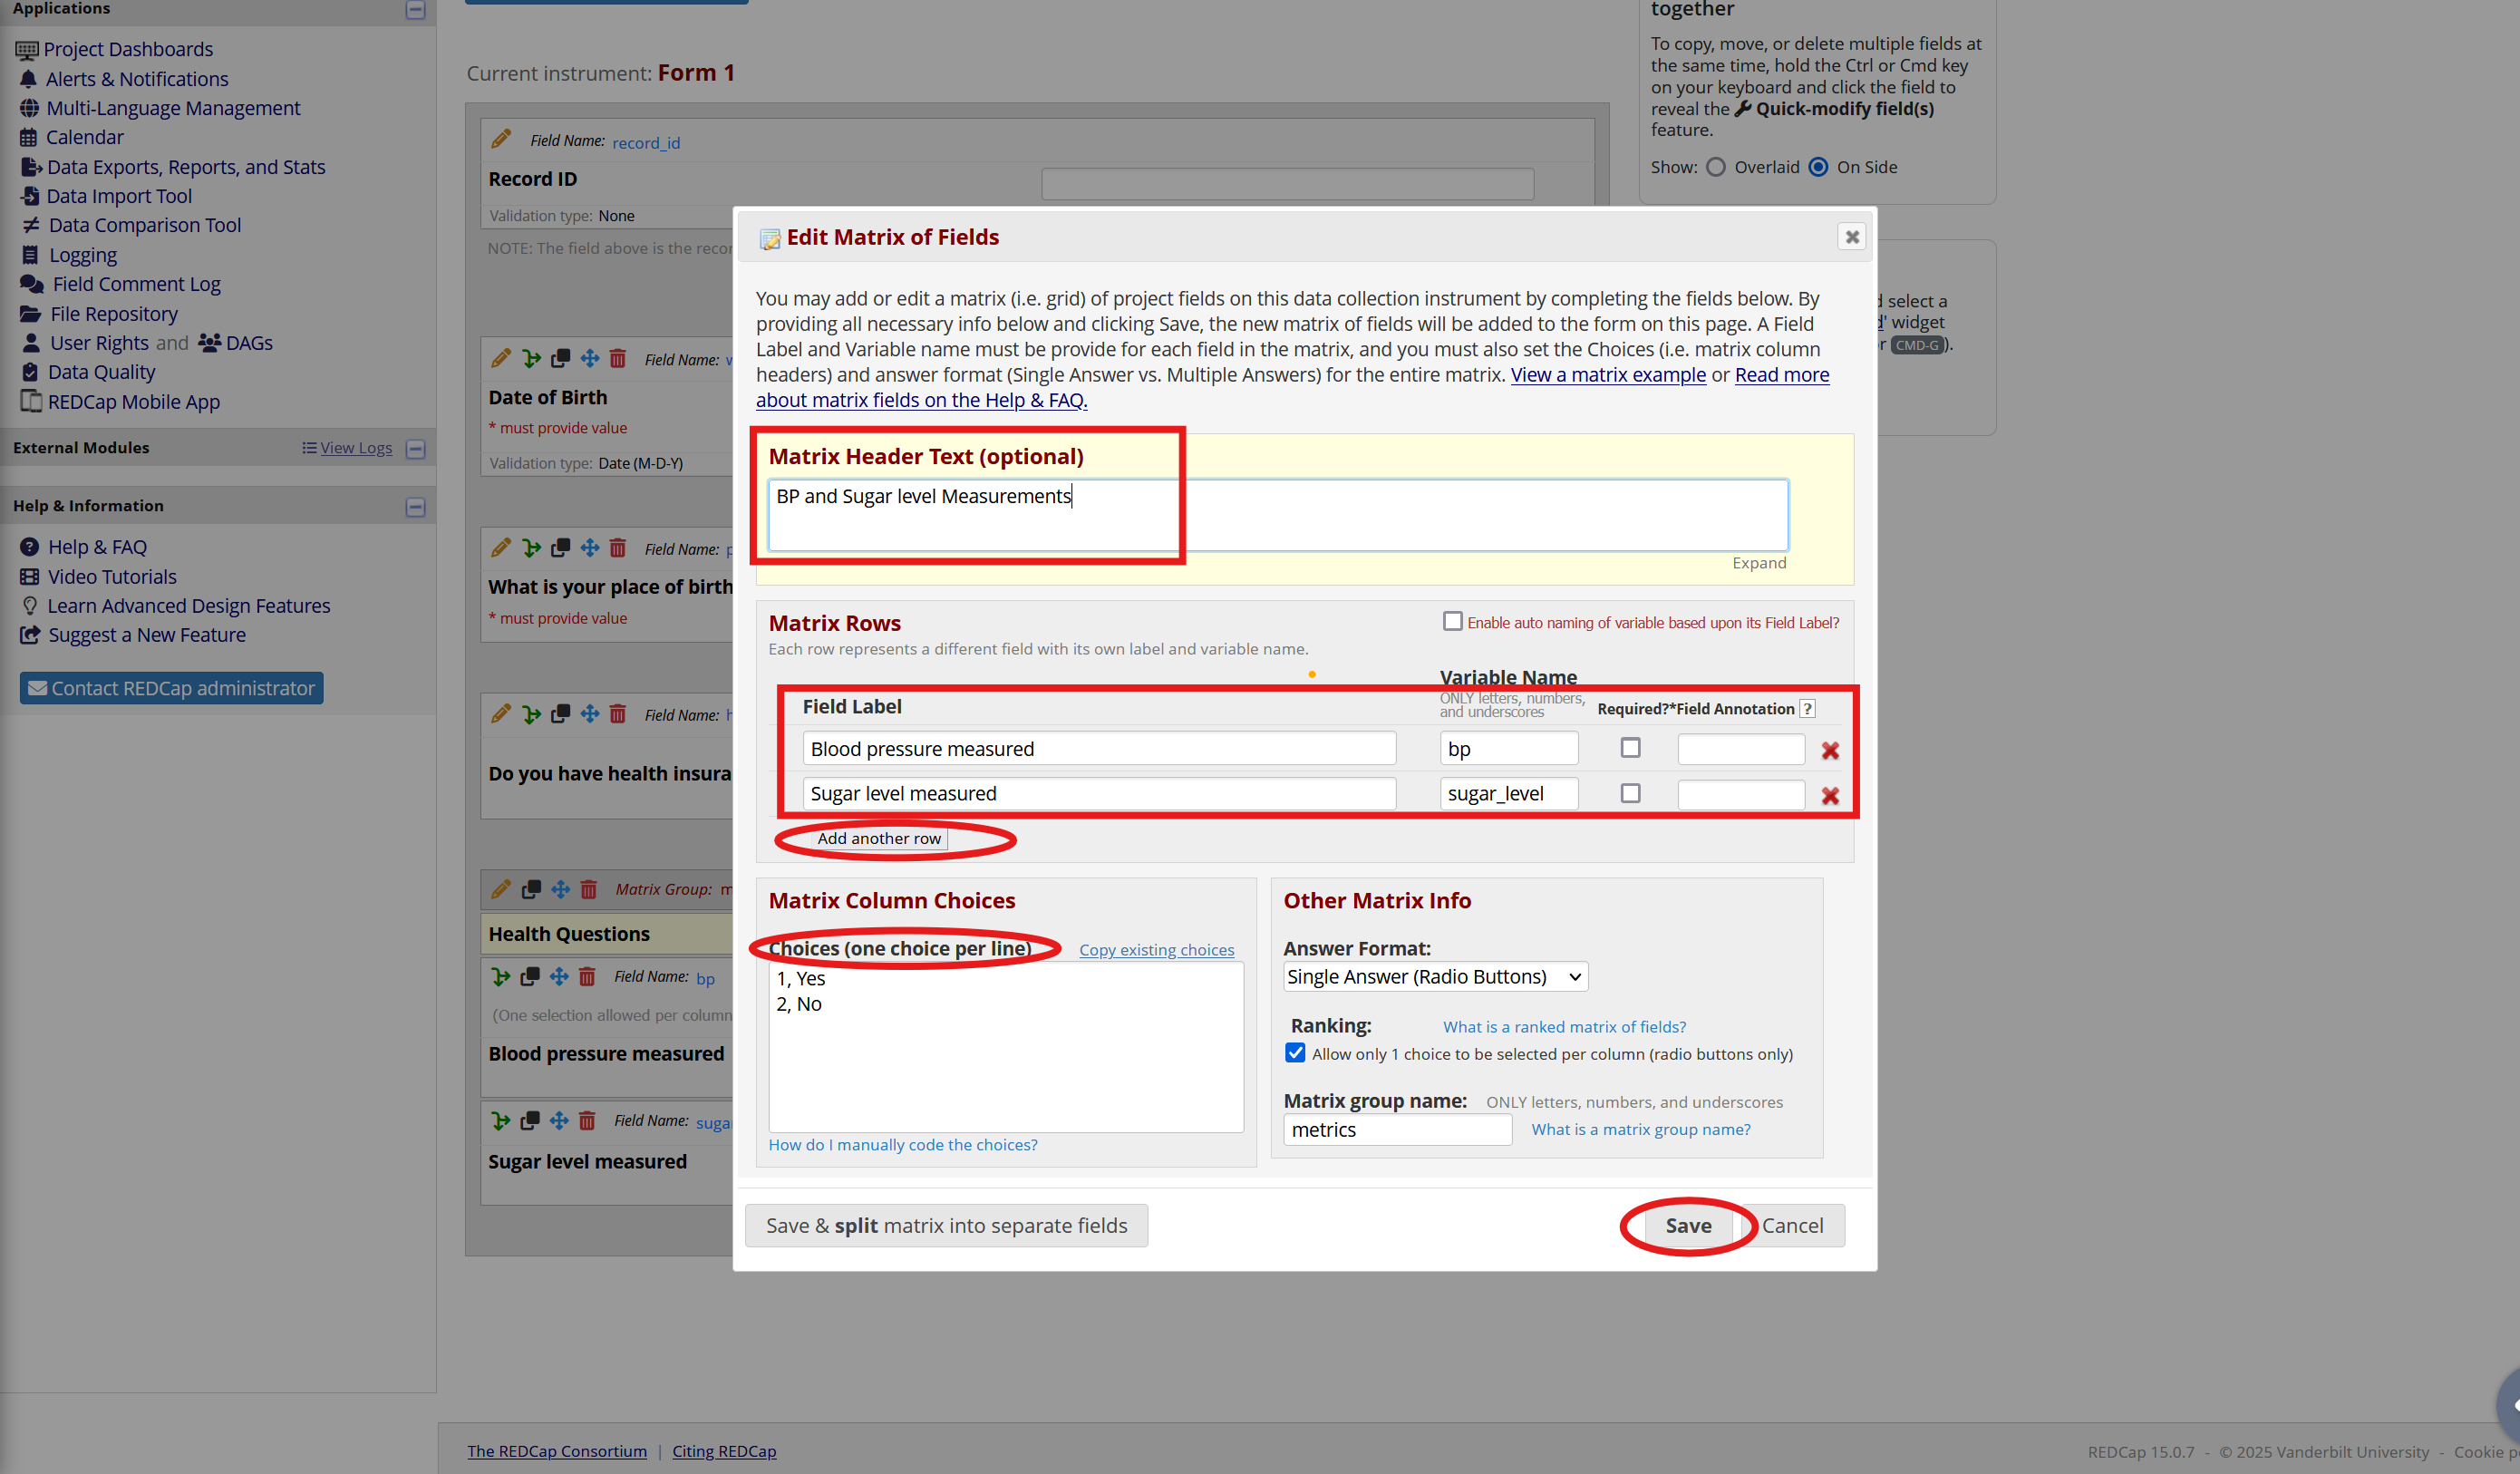 Applications
Project Dashboards
Alerts & Notifications
Multi-Language Management
Calendar
Data Exports, Reports, and Stats
Data Import Tool
Data Comparison Tool
Logging
Field Comment Log
File Repository
User Rights and DAGs
Data Quality
REDCap Mobile App
External Modules View Logs
Help & Information
Help & FAQ
Video Tutorials
Learn Advanced Design Features
Suggest a New Feature
Contact REDCap administrator
Current instrument: Form 1
Field Name: record_id
Record ID
Validation type: None
NOTE: The field above is the recor
Field Name: v
Date of Birth
* must provide value
Validation type: Date (M-D-Y)
Field Name: p
What is your place of birth
* must provide value
Field Name: h
Do you have health insura
Matrix Group: m
Health Questions
Field Name: bp
(One selection allowed per column
Blood pressure measured
Field Name: suga
Sugar level measured
together
To copy, move, or delete multiple fields at
the same time, hold the Ctrl or Cmd key
on your keyboard and click the field to
reveal the Quick-modify field(s)
feature.
Show: Overlaid On Side
d select a
d' widget
r CMD-G ).
Edit Matrix of Fields
You may add or edit a matrix (i.e. grid) of project fields on this data collection instrument by completing the fields below. By
providing all necessary info below and clicking Save, the new matrix of fields will be added to the form on this page. A Field
Label and Variable name must be provide for each field in the matrix, and you must also set the Choices (i.e. matrix column
headers) and answer format (Single Answer vs. Multiple Answers) for the entire matrix. View a matrix example or Read more
about matrix fields on the Help & FAQ.
Matrix Header Text (optional)
BP and Sugar level Measurements
Expand
Matrix Rows
Enable auto naming of variable based upon its Field Label?
Each row represents a different field with its own label and variable name.
Variable Name
ONLY letters, numbers,
and underscores
Field Label
Required?* Field Annotation ?
Blood pressure measured bp
Sugar level measured sugar_level
Add another row
Matrix Column Choices
Choices (one choice per line) Copy existing choices
1, Yes
2, No
How do I manually code the choices?
Other Matrix Info
Answer Format:
Single Answer (Radio Buttons)
Ranking: What is a ranked matrix of fields?
Allow only 1 choice to be selected per column (radio buttons only)
Matrix group name: ONLY letters, numbers, and underscores
metrics What is a matrix group name?
Save & split matrix into separate fields
Save Cancel
The REDCap Consortium | Citing REDCap
REDCap 15.0.7 - © 2025 Vanderbilt University - Cookie p